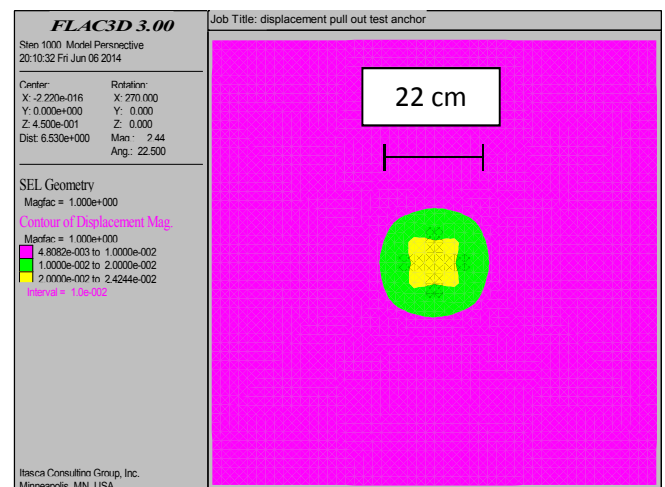 FLAC3D 3.00
Job Title: displacement pull out test anchor
Step 1000 Model Perspective
20:10:32 Fri Jun 06 2014
Center: Rotation:
X: -2.220e-016 X: 270.000
Y: 0.000e+000 Y: 0.000
Z: 4.500e-001 Z: 0.000
Dist: 6.530e+000 Mag.: 2.44
Ang.: 22.500
SEL Geometry
Magfac = 1.000e+000
Contour of Displacement Mag.
Magfac = 1.000e+000
4.8082e-003 to 1.0000e-002
1.0000e-002 to 2.0000e-002
2.0000e-002 to 2.4244e-002
Interval = 1.0e-002
22 cm
Itasca Consulting Group, Inc.
Minneapolis, MN USA